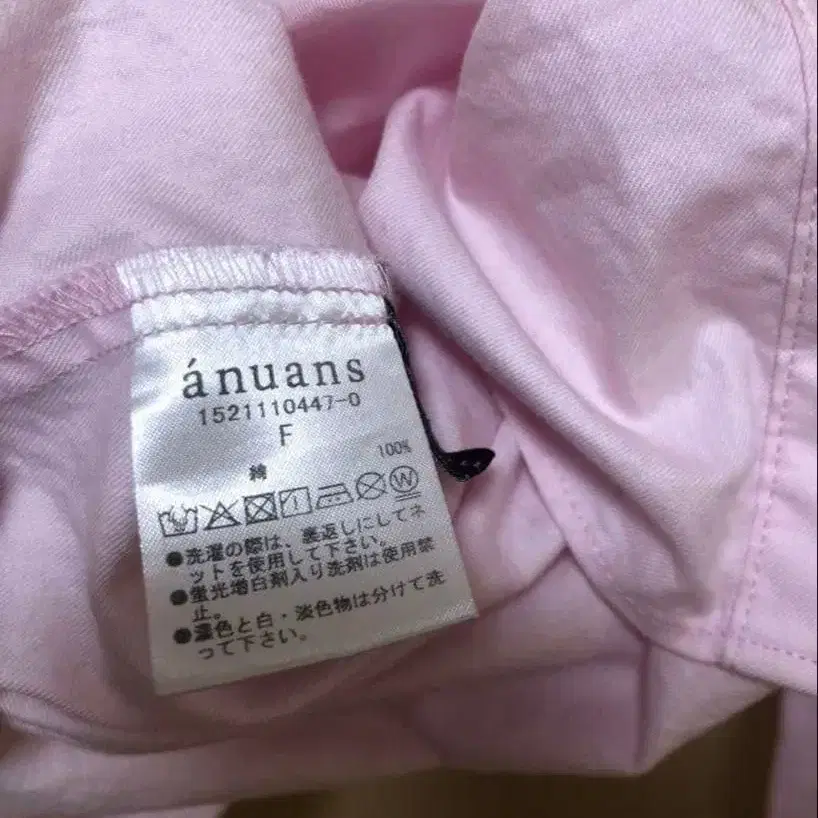 ánuans
1521110447-0
F
綿 100%
W
●洗濯の際は、裏返しにしてネ
ットを使用して下さい。
●蛍光増白剤入り洗剤は使用禁
止。
●濃色と白・淡色物は分けて洗
って下さい。